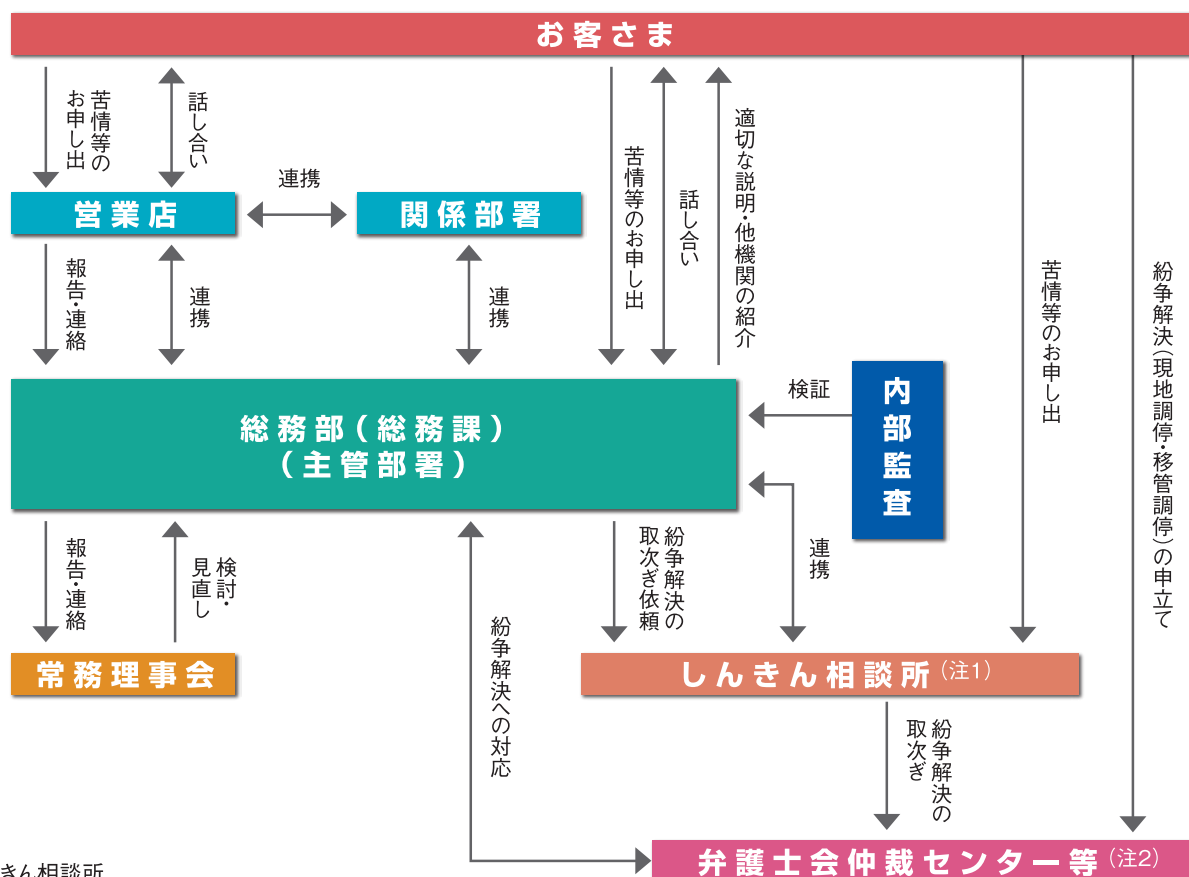 お客さま
苦情等の
お申し出
話し合い
苦情等のお申し出
話し合い
適切な説明・他機関の紹介
苦情等のお申し出
紛争解決(現地調停・移管調停)の申立て
営業店
連携
関係部署
報告・連絡
連携
連携
総務部(総務課)
(主管部署)
検証
内部監査
報告・連絡
検討・
見直し
紛争解決への対応
紛争解決の
取次ぎ依頼
連携
常務理事会
しんきん相談所(注1)
紛争解決の
取次ぎ
弁護士会仲裁センター等(注2)
きん相談所